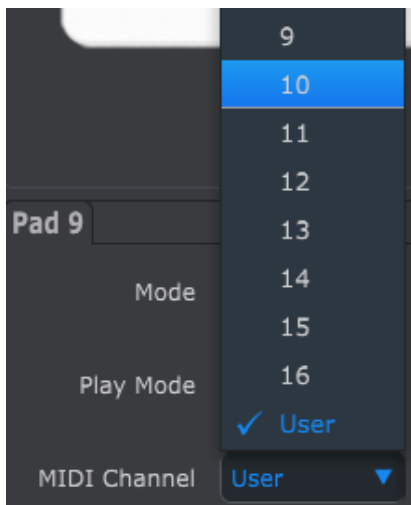 9
10
11
12
Pad 9
13
Mode
14
15
Play Mode
16
✓ User
MIDI Channel User ▼